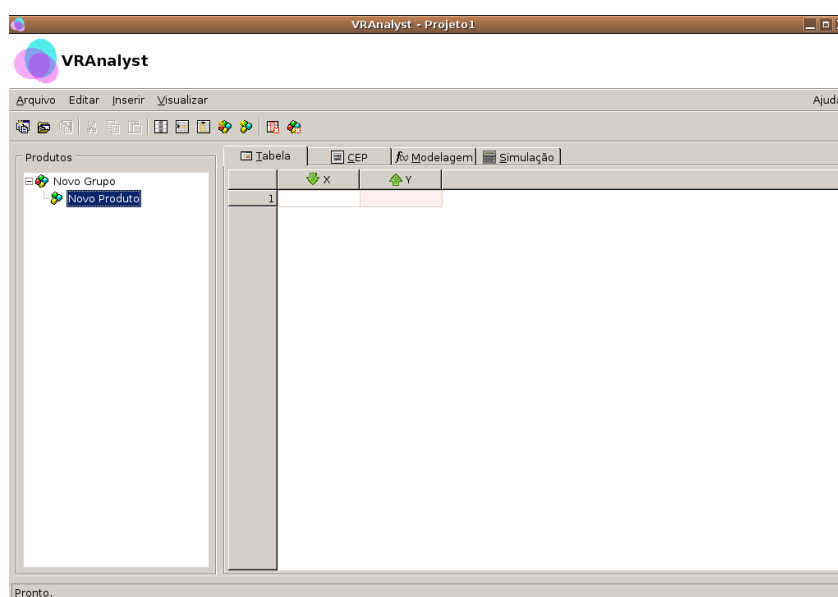 VRAnalyst - Projeto1
VRAnalyst
Arquivo Editar Inserir Visualizar Ajuda
Produtos
Tabela CEP f(x) Modelagem Simulação
Novo Grupo
X Y
Novo Produto
1
Pronto.